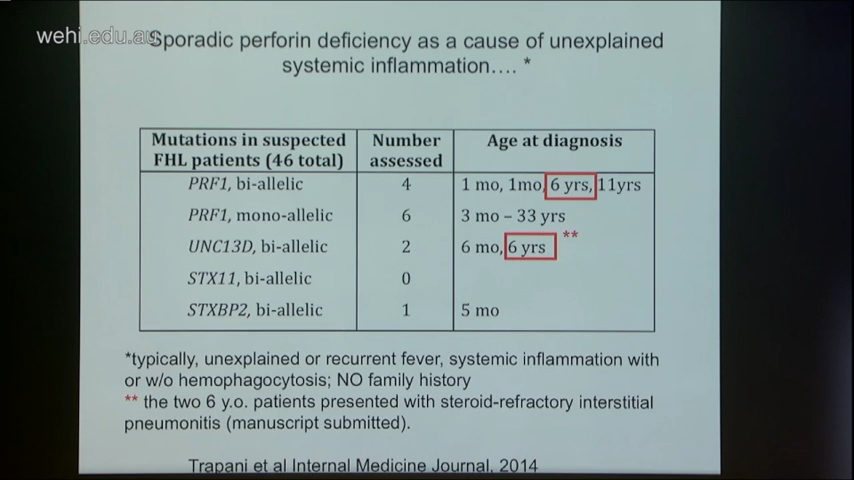 wehi.edu.au
Sporadic perforin deficiency as a cause of unexplained
systemic inflammation…. *
Mutations in suspected FHL patients (46 total) Number assessed Age at diagnosis
PRF1, bi-allelic 4 1 mo, 1mo, 6 yrs, 11yrs
PRF1, mono-allelic 6 3 mo – 33 yrs
UNC13D, bi-allelic 2 6 mo, 6 yrs **
STX11, bi-allelic 0
STXBP2, bi-allelic 1 5 mo
*typically, unexplained or recurrent fever, systemic inflammation with
or w/o hemophagocytosis; NO family history
** the two 6 y.o. patients presented with steroid-refractory interstitial
pneumonitis (manuscript submitted).
Trapani et al Internal Medicine Journal, 2014